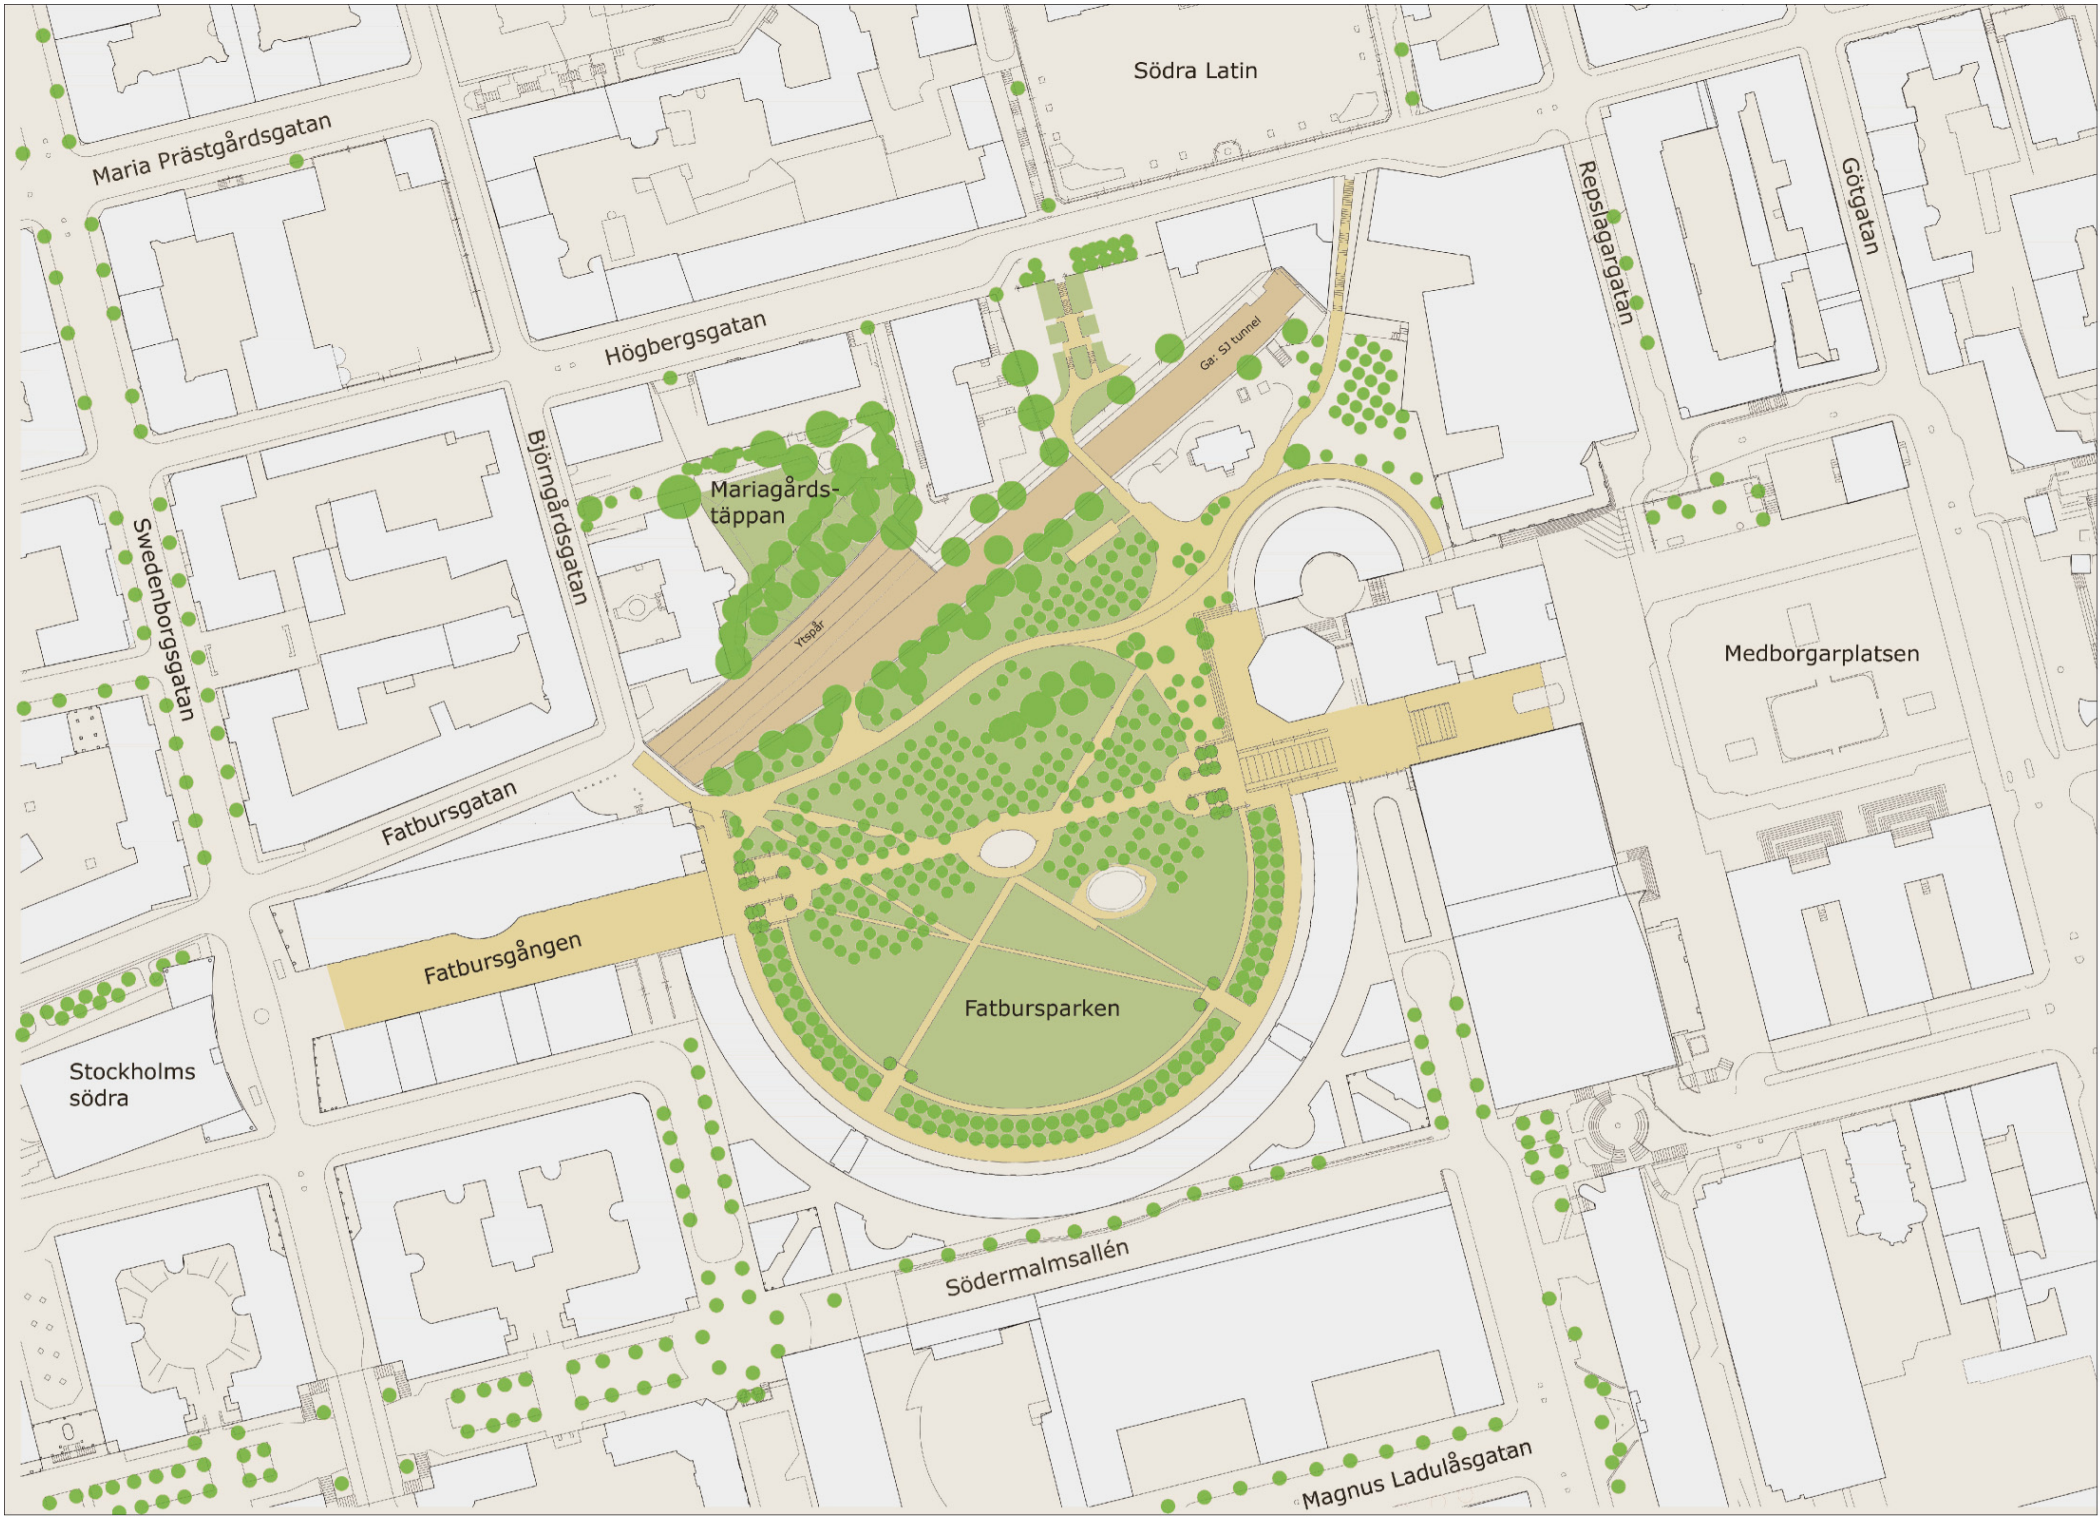 Södra Latin
Maria Prästgårdsgatan
Repslagargatan
Götgatan
Högbergsgatan
Ga: SJ tunnel
Björngårdsgatan
Mariagårds-
täppan
Swedenborgsgatan
Ytspår
Medborgarplatsen
Fatbursgatan
Fatbursgången
Fatbursparken
Stockholms
södra
Södermalmsallén
Magnus Ladulåsgatan